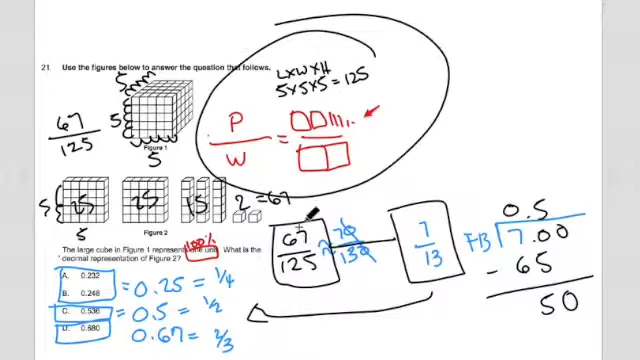 21. Use the figures below to answer the question that follows.
5
5
5
Figure 1
67
125
L×W×H
5×5×5=125
P
W
=
5
5
25
25
15
2
=67
Figure 2
67
125
≈
70
130
7
13
0.5
7.00
- 65
50
The large cube in Figure 1 represents one unit. What is the
decimal representation of Figure 2?
100%
A. 0.232
B. 0.248
C. 0.536
D. 0.680
= 0.25 = 1/4
= 0.5 = 1/2
0.67 = 2/3